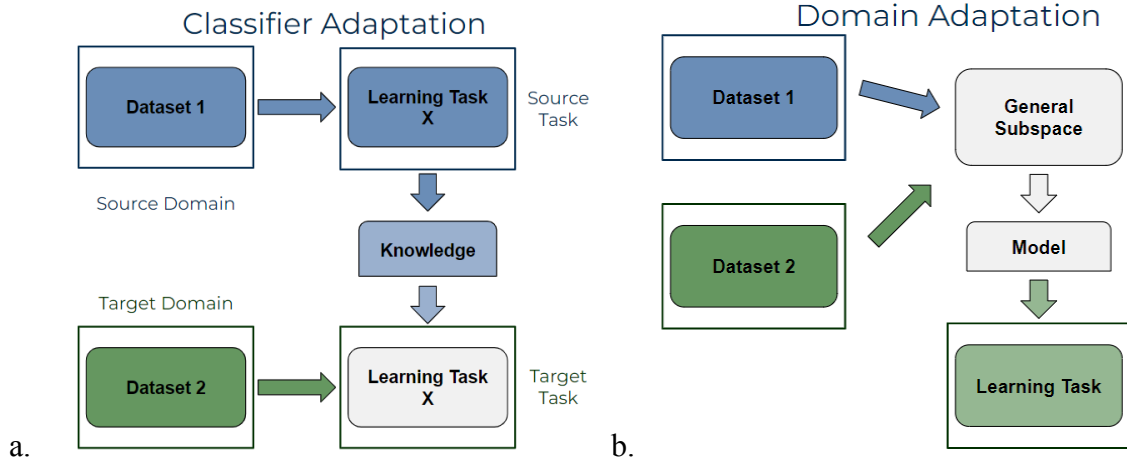 Classifier Adaptation
Dataset 1
Learning Task
X
Source
Task
Source Domain
Knowledge
Target Domain
Dataset 2
Learning Task
X
Target
Task
a.
Domain Adaptation
Dataset 1
General
Subspace
Dataset 2
Model
Learning Task
b.